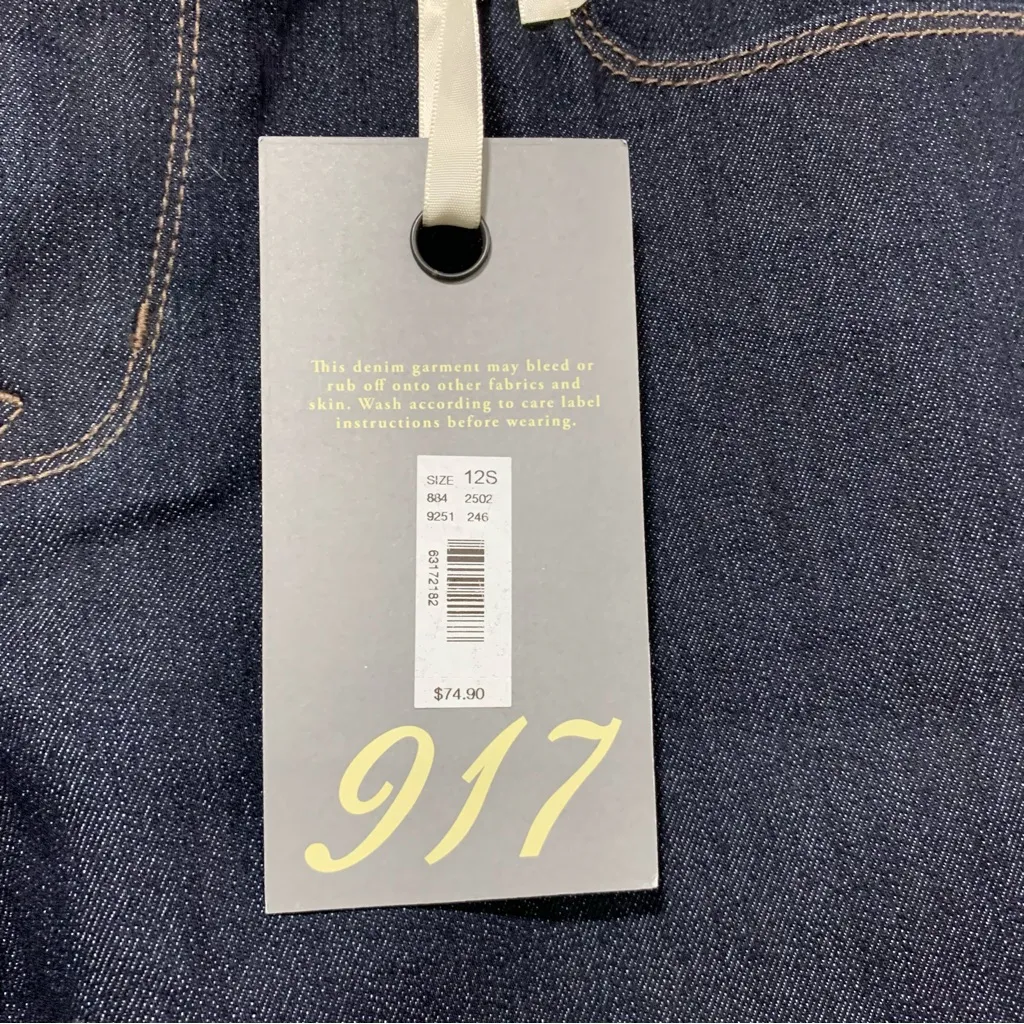 This denim garment may bleed or
rub off onto other fabrics and
skin. Wash according to care label
instructions before wearing.
SIZE 12S
884 2502
9251 246
63172182
$74.90
917